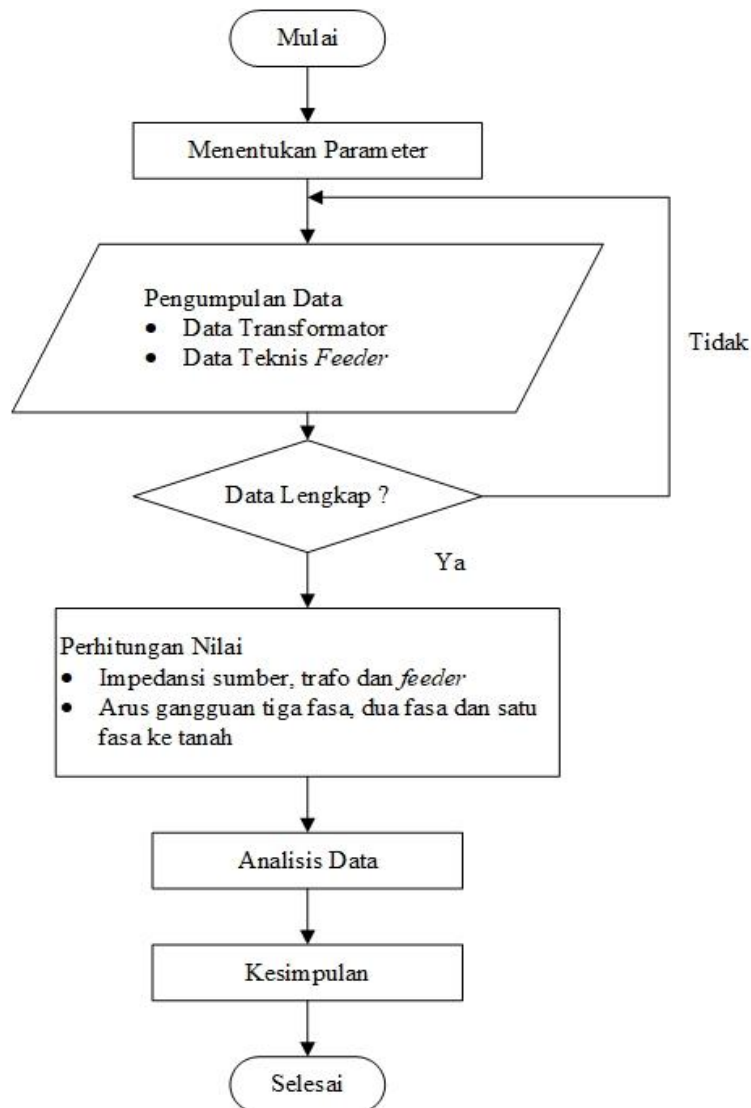 Mulai
Menentukan Parameter
Pengumpulan Data
• Data Transformator
• Data Teknis Feeder
Tidak
Data Lengkap ?
Ya
Perhitungan Nilai
• Impedansi sumber, trafo dan feeder
• Arus gangguan tiga fasa, dua fasa dan satu
fasa ke tanah
Analisis Data
Kesimpulan
Selesai